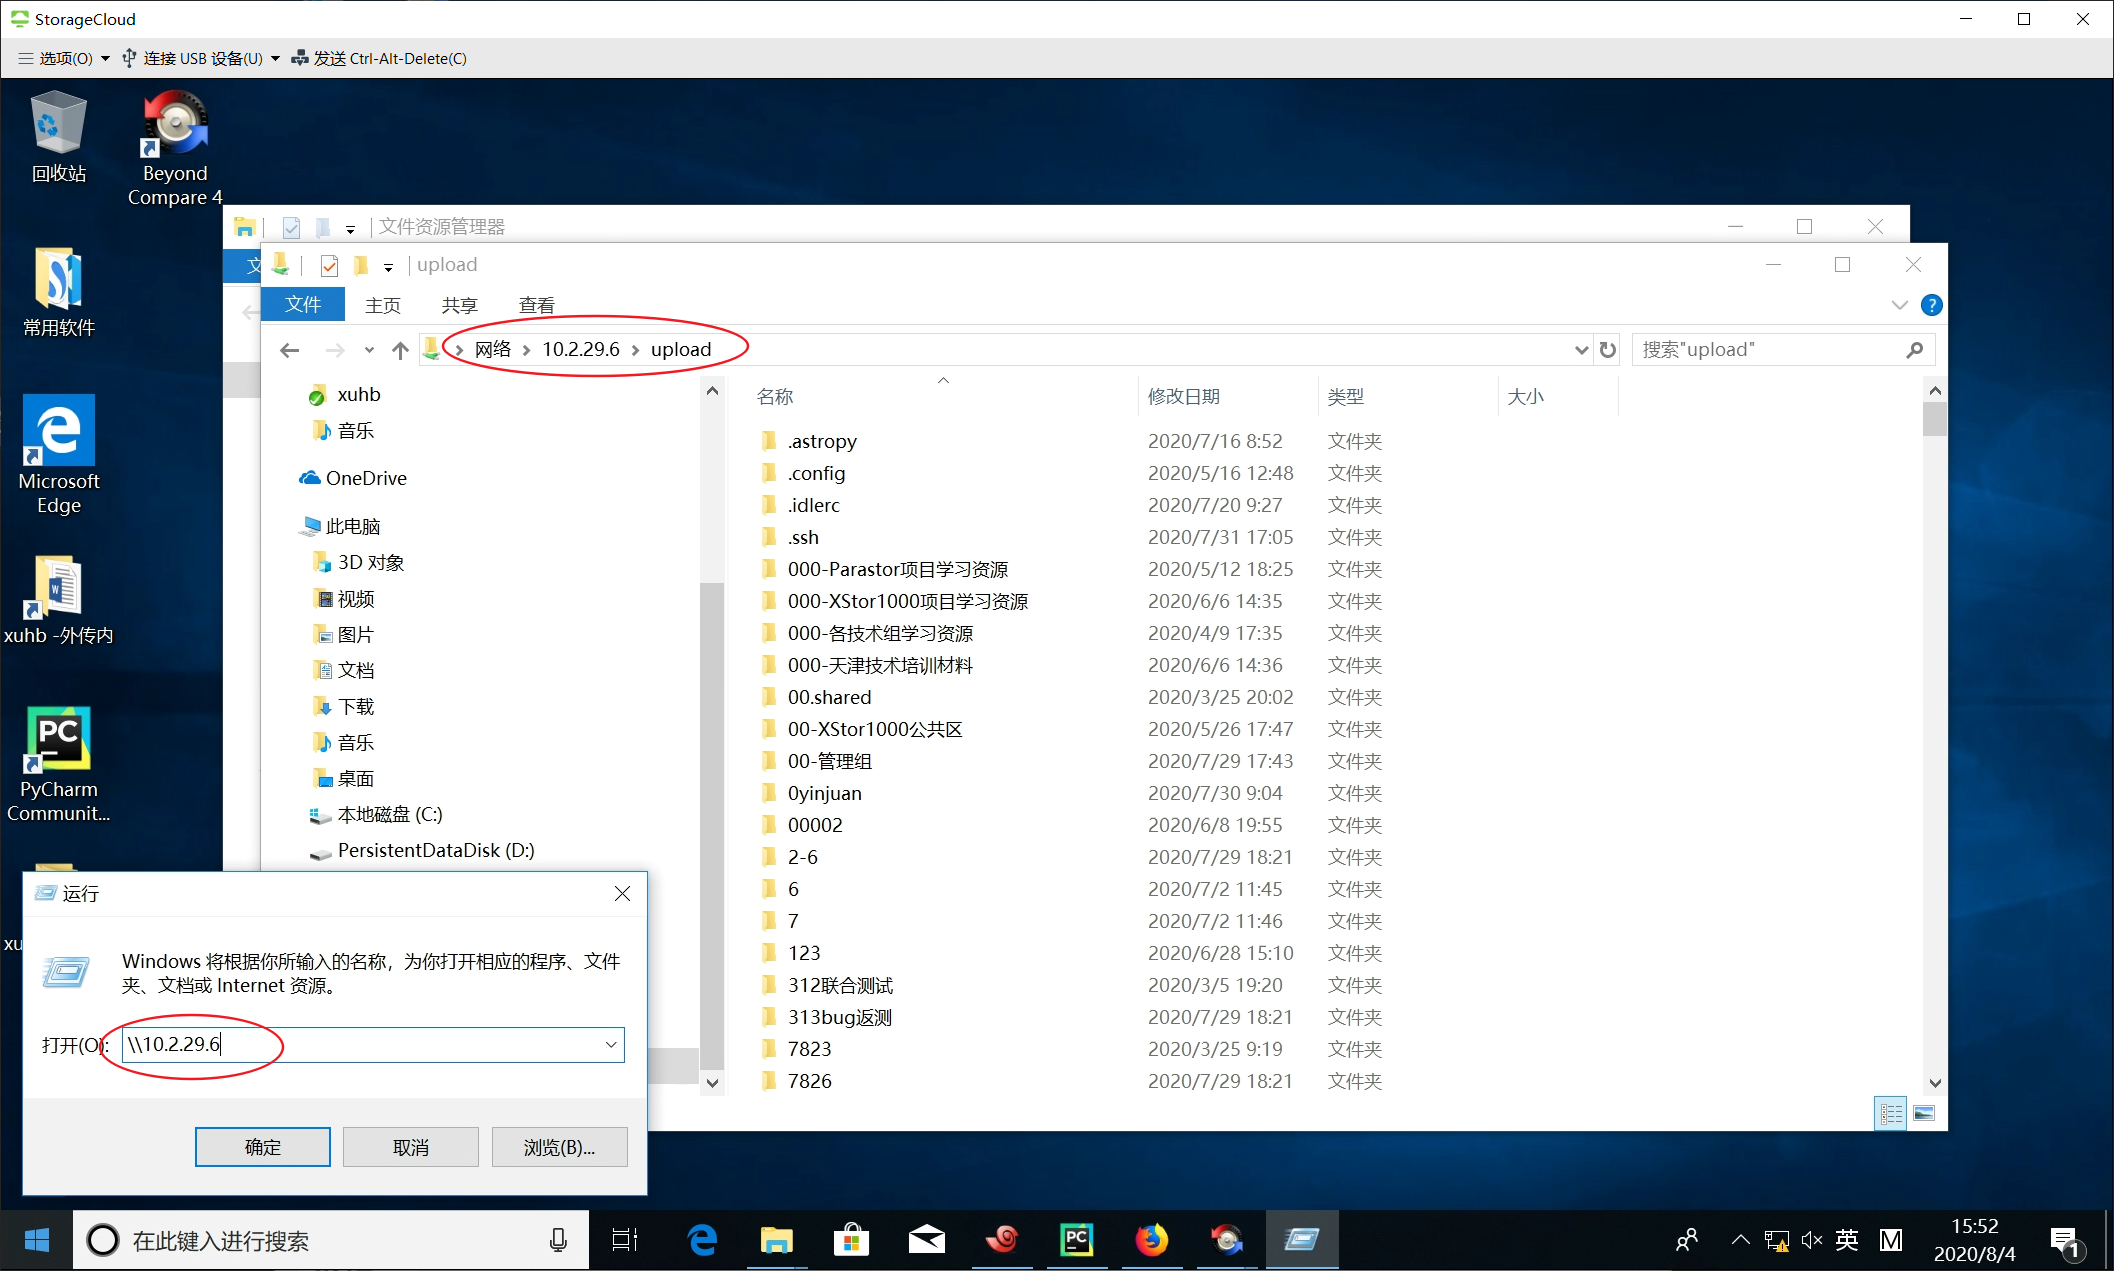 StorageCloud
选项(O) 连接 USB 设备(U) 发送 Ctrl-Alt-Delete(C)
回收站
Beyond
Compare 4
常用软件
Microsoft
Edge
xuhb -外传内
PyCharm
Communit...
xu
文件资源管理器
文
upload
文件 主页 共享 查看
网络 10.2.29.6 upload
搜索"upload"
xuhb
音乐
OneDrive
此电脑
3D 对象
视频
图片
文档
下载
音乐
桌面
本地磁盘 (C:)
PersistentDataDisk (D:)
名称 修改日期 类型 大小
.astropy 2020/7/16 8:52 文件夹
.config 2020/5/16 12:48 文件夹
.idlerc 2020/7/20 9:27 文件夹
.ssh 2020/7/31 17:05 文件夹
000-Parastor项目学习资源 2020/5/12 18:25 文件夹
000-XStor1000项目学习资源 2020/6/6 14:35 文件夹
000-各技术组学习资源 2020/4/9 17:35 文件夹
000-天津技术培训材料 2020/6/6 14:36 文件夹
00.shared 2020/3/25 20:02 文件夹
00-XStor1000公共区 2020/5/26 17:47 文件夹
00-管理组 2020/7/29 17:43 文件夹
0yinjuan 2020/7/30 9:04 文件夹
00002 2020/6/8 19:55 文件夹
2-6 2020/7/29 18:21 文件夹
6 2020/7/2 11:45 文件夹
7 2020/7/2 11:46 文件夹
123 2020/6/28 15:10 文件夹
312联合测试 2020/3/5 19:20 文件夹
313bug返测 2020/7/29 18:21 文件夹
7823 2020/3/25 9:19 文件夹
7826 2020/7/29 18:21 文件夹
运行
Windows 将根据你所输入的名称，为你打开相应的程序、文件
夹、文档或 Internet 资源。
打开(O): \\10.2.29.6
确定 取消 浏览(B)...
在此键入进行搜索
PC
英 M
15:52
2020/8/4
1